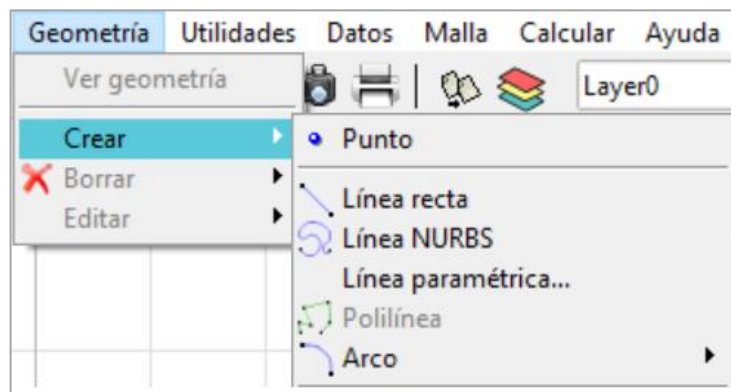 Geometría Utilidades Datos Malla Calcular Ayuda
Ver geometría
Layer0
Crear
Borrar
Editar
Punto
Línea recta
Línea NURBS
Línea paramétrica...
Polilínea
Arco